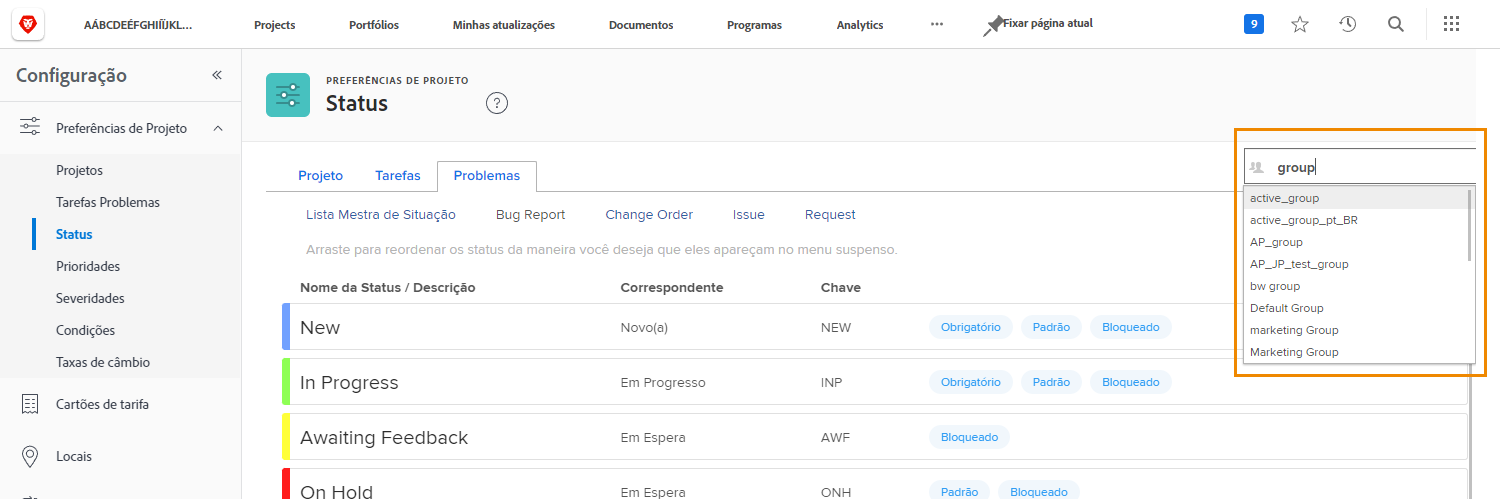 AÁBCDEÉFGHIÍÏJKL... Projects Portfólios Minhas atualizações Documentos Programas Analytics ··· Fixar página atual 9
Configuração «
PREFERÊNCIAS DE PROJETO
Status ?
Preferências de Projeto
Projetos
Tarefas Problemas
Status
Prioridades
Severidades
Condições
Taxas de câmbio
Cartões de tarifa
Locais
group
active_group
active_group_pt_BR
AP_group
AP_JP_test_group
bw group
Default Group
marketing Group
Marketing Group
Projeto Tarefas Problemas
Lista Mestra de Situação Bug Report Change Order Issue Request
Arraste para reordenar os status da maneira você deseja que eles apareçam no menu suspenso.
Nome da Status / Descrição Correspondente Chave
New Novo(a) NEW Obrigatório Padrão Bloqueado
In Progress Em Progresso INP Obrigatório Padrão Bloqueado
Awaiting Feedback Em Espera AWF Bloqueado
On Hold Em Espera ONH Padrão Bloqueado